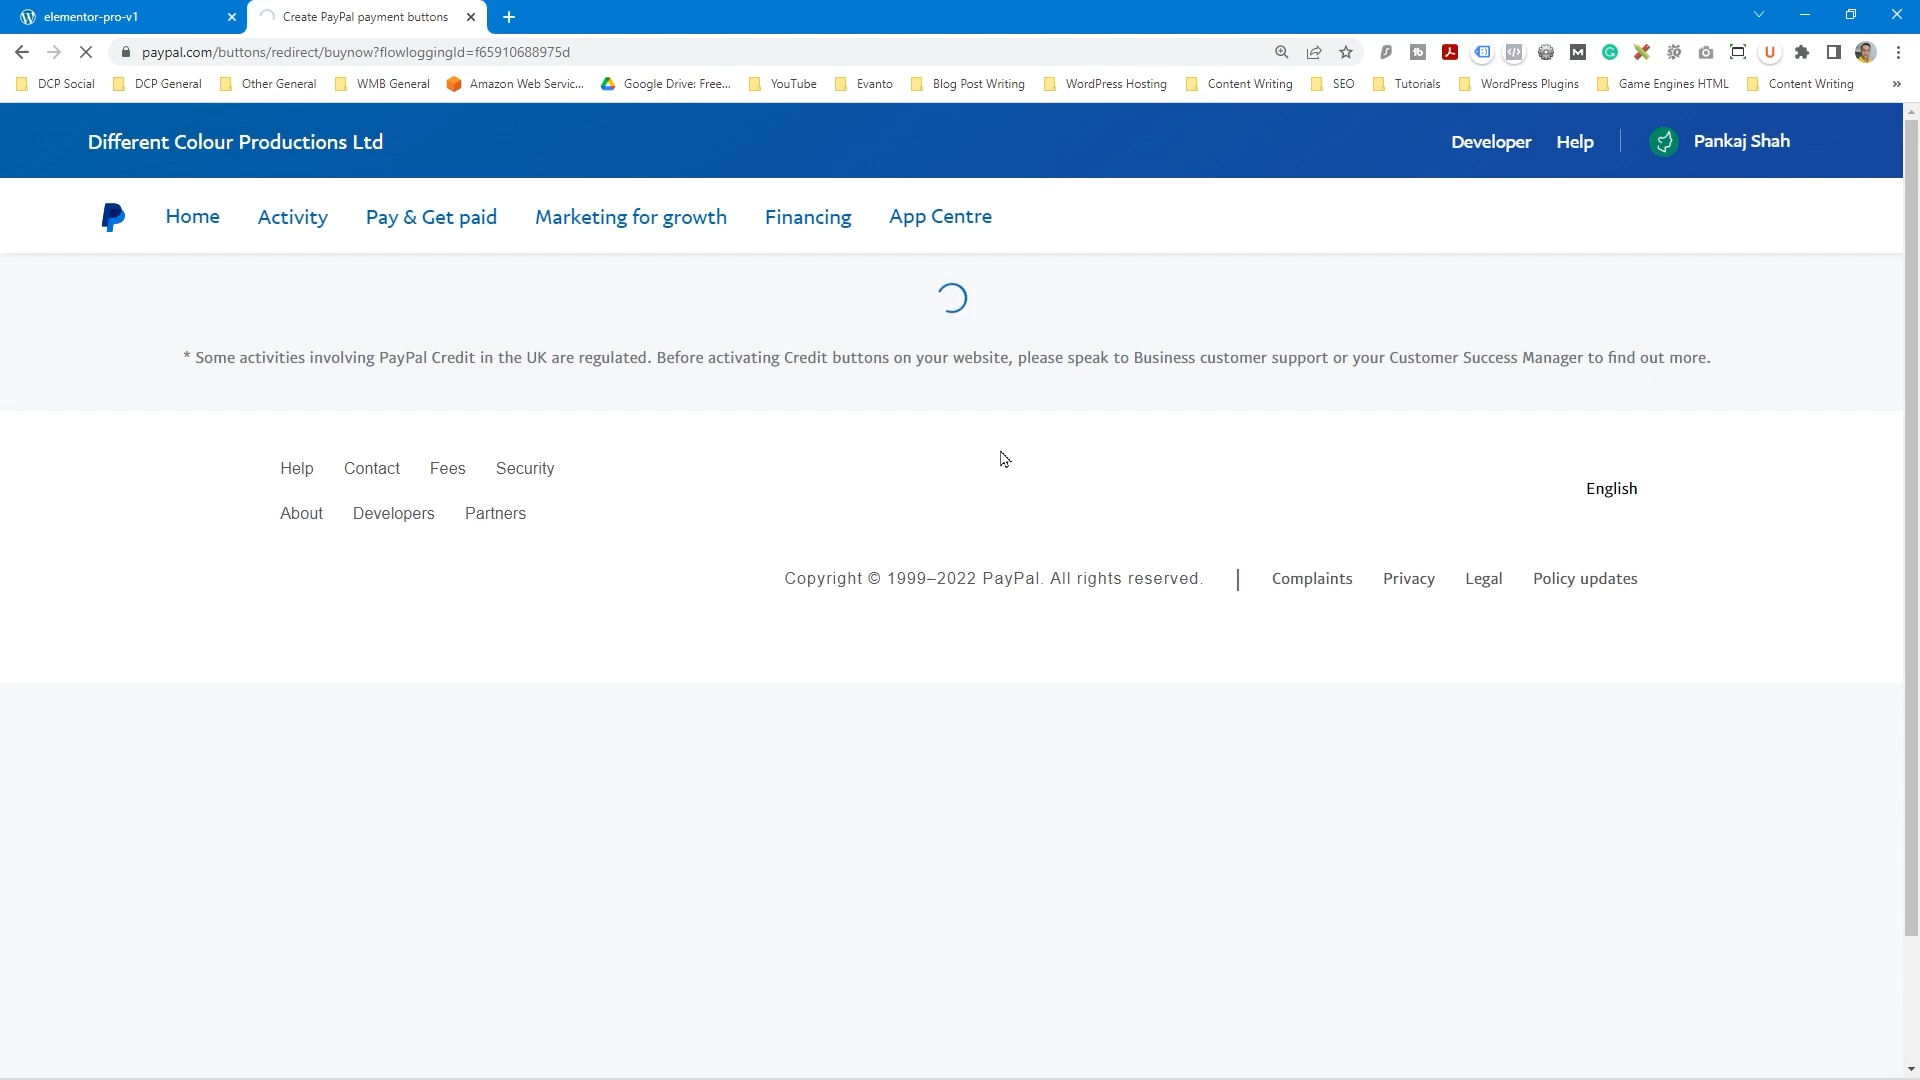 elementor-pro-v1
Create PayPal payment buttons
paypal.com/buttons/redirect/buynow?flowloggingId=f65910688975d
DCP Social
DCP General
Other General
WMB General
Amazon Web Servic...
Google Drive: Free...
YouTube
Evanto
Blog Post Writing
WordPress Hosting
Content Writing
SEO
Tutorials
WordPress Plugins
Game Engines HTML
Content Writing
»
Different Colour Productions Ltd
Developer
Help
Pankaj Shah
Home
Activity
Pay & Get paid
Marketing for growth
Financing
App Centre
* Some activities involving PayPal Credit in the UK are regulated. Before activating Credit buttons on your website, please speak to Business customer support or your Customer Success Manager to find out more.
Help
Contact
Fees
Security
English
About
Developers
Partners
Copyright © 1999–2022 PayPal. All rights reserved.
Complaints
Privacy
Legal
Policy updates